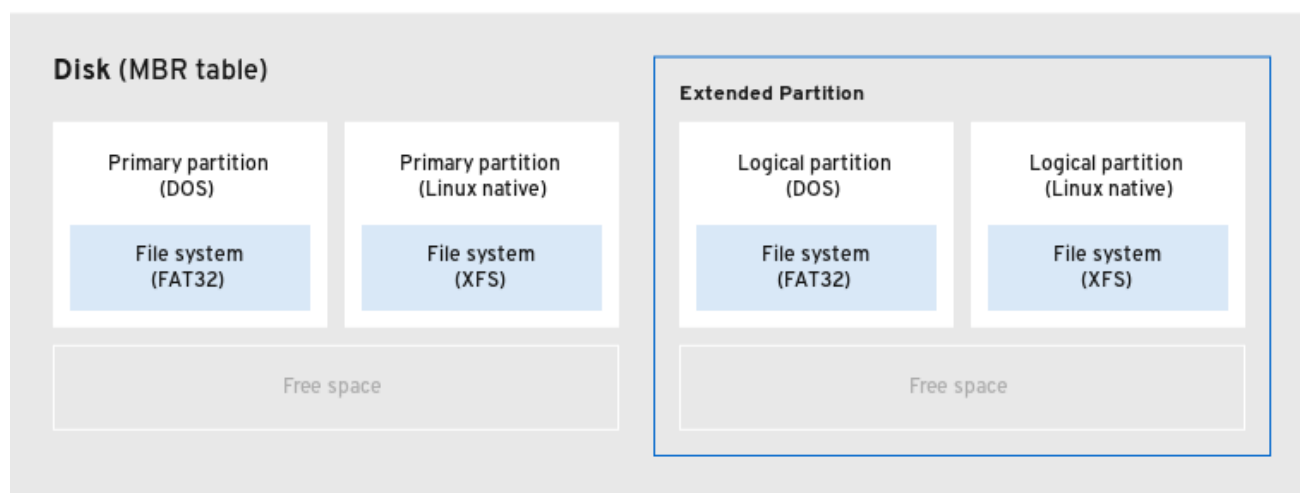 Disk (MBR table)
Primary partition
(DOS)
File system
(FAT32)
Primary partition
(Linux native)
File system
(XFS)
Free space
Extended Partition
Logical partition
(DOS)
File system
(FAT32)
Logical partition
(Linux native)
File system
(XFS)
Free space